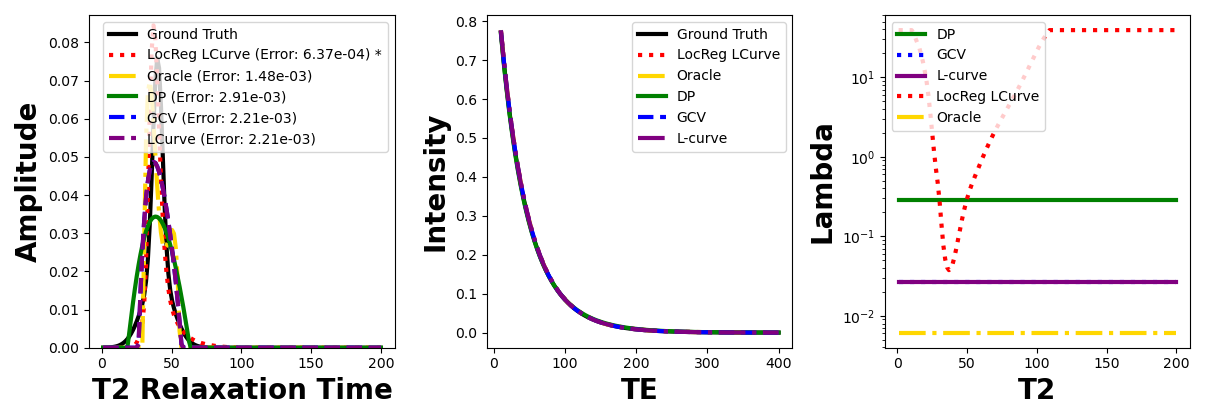 Amplitude
0.08
0.07
0.06
0.05
0.04
0.03
0.02
0.01
0.00
Ground Truth
LocReg LCurve (Error: 6.37e-04) *
Oracle (Error: 1.48e-03)
DP (Error: 2.91e-03)
GCV (Error: 2.21e-03)
LCurve (Error: 2.21e-03)
0 50 100 150 200
T2 Relaxation Time
Intensity
0.8
0.7
0.6
0.5
0.4
0.3
0.2
0.1
0.0
Ground Truth
LocReg LCurve
Oracle
DP
GCV
L-curve
0 100 200 300 400
TE
Lambda
10¹
10⁰
10⁻¹
10⁻²
DP
GCV
L-curve
LocReg LCurve
Oracle
0 50 100 150 200
T2